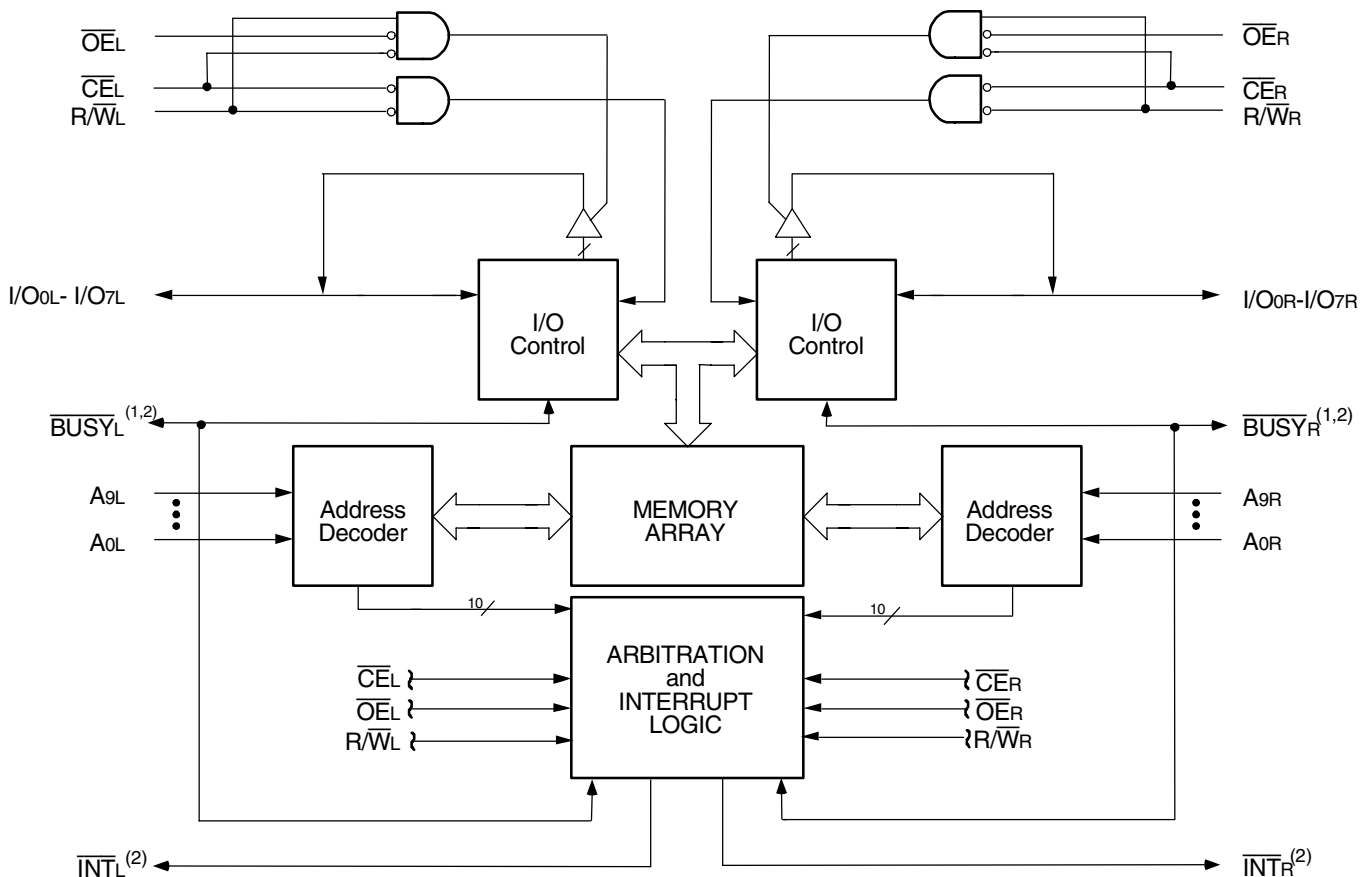 OEL
OER
CEL
CER
R/WL
R/WR
I/O0L- I/O7L
I/O
Control
I/O
Control
I/O0R-I/O7R
BUSYL(1,2)
BUSYR(1,2)
A9L
A0L
Address
Decoder
MEMORY
ARRAY
Address
Decoder
A9R
A0R
10
10
ARBITRATION
and
INTERRUPT
LOGIC
CEL
OEL
R/WL
CER
OER
R/WR
INTL(2)
INTR(2)